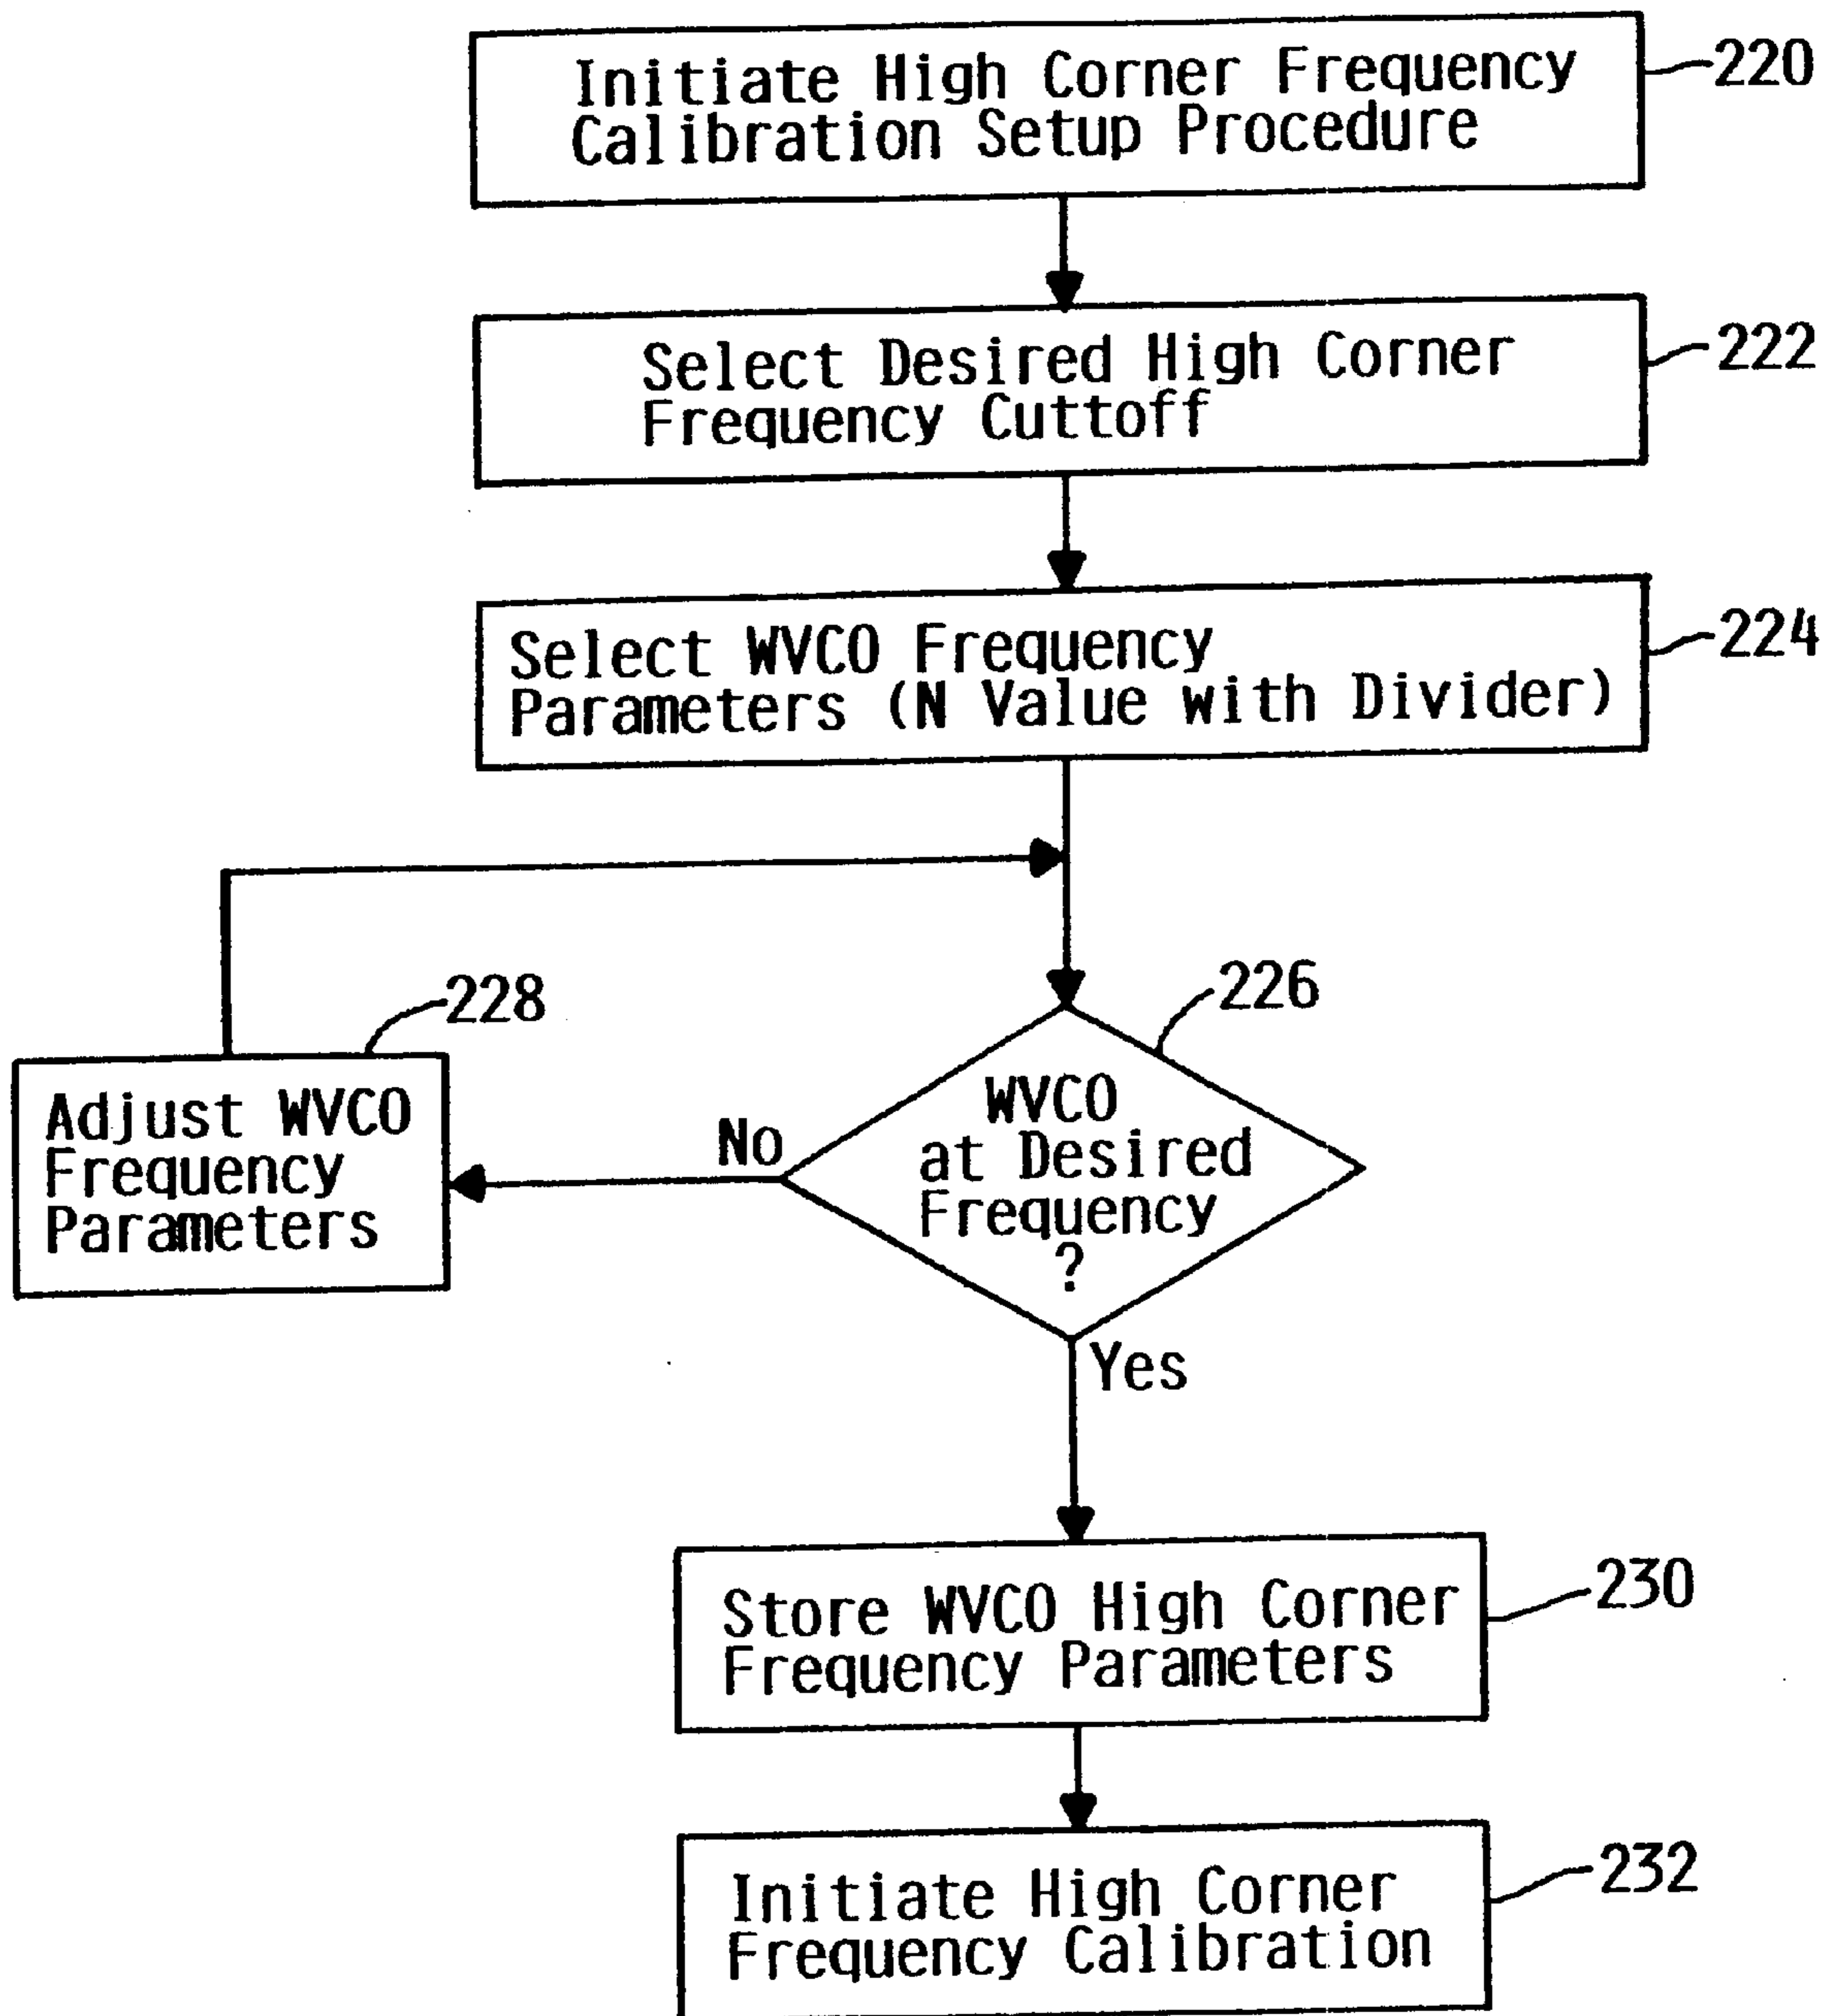 Initiate High Corner Frequency
Calibration Setup Procedure
220
Select Desired High Corner
Frequency Cuttoff
222
Select WVCO Frequency
Parameters (N Value with Divider)
224
226
228
WVCO
at Desired
Frequency
?
No
Adjust WVCO
Frequency
Parameters
Yes
Store WVCO High Corner
Frequency Parameters
230
Initiate High Corner
Frequency Calibration
232